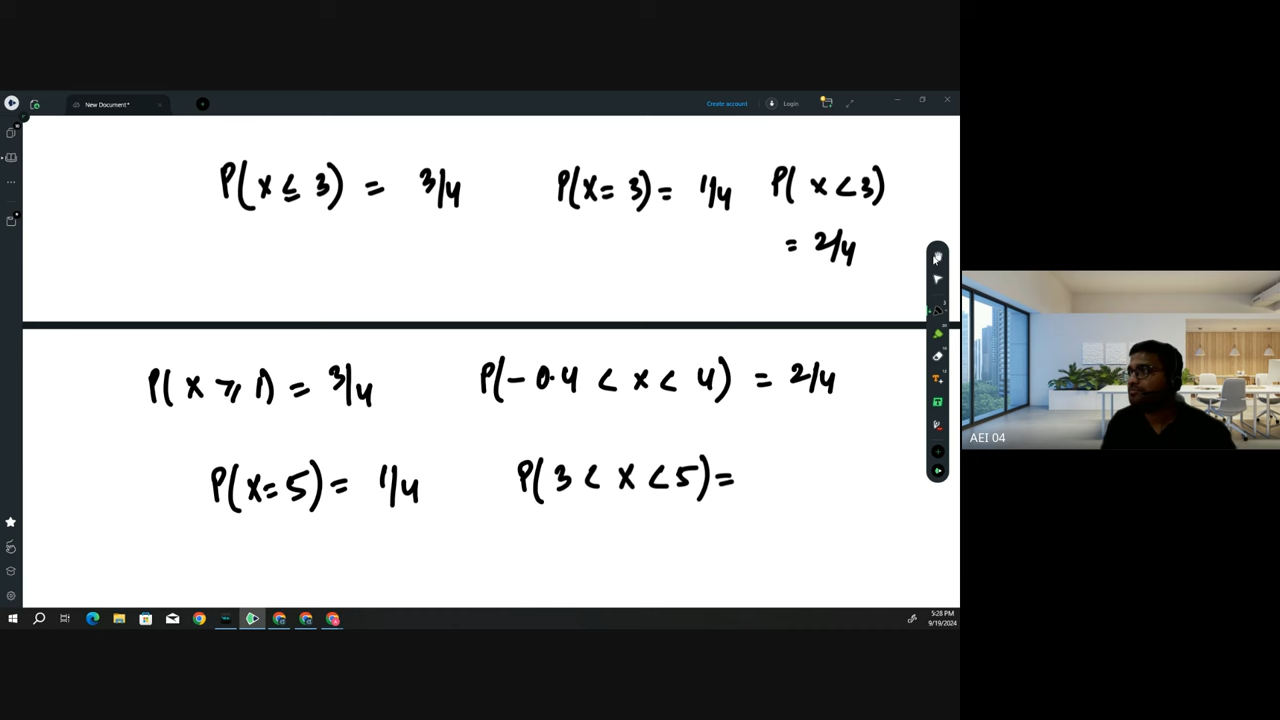 New Document*
Create account
Login
P(x ≤ 3) = 3/4
P(x = 3) = 1/4
P(x < 3)
= 2/4
P(x ⩾ 1) = 3/4
P(-0.4 < x < 4) = 2/4
P(x = 5) = 1/4
P(3 < x < 5) =
AEI 04
5:28 PM
9/19/2024